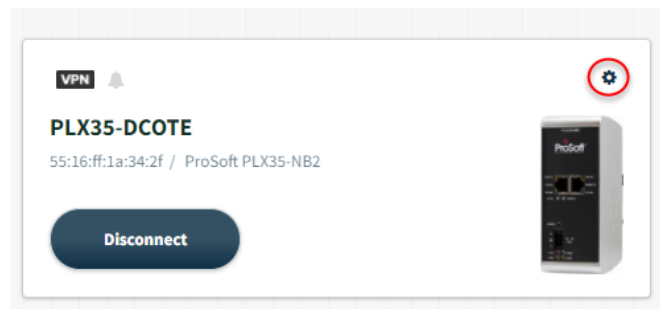 VPN
PLX35-DCOTE
55:16:ff:1a:34:2f / ProSoft PLX35-NB2
ProSoft
Disconnect